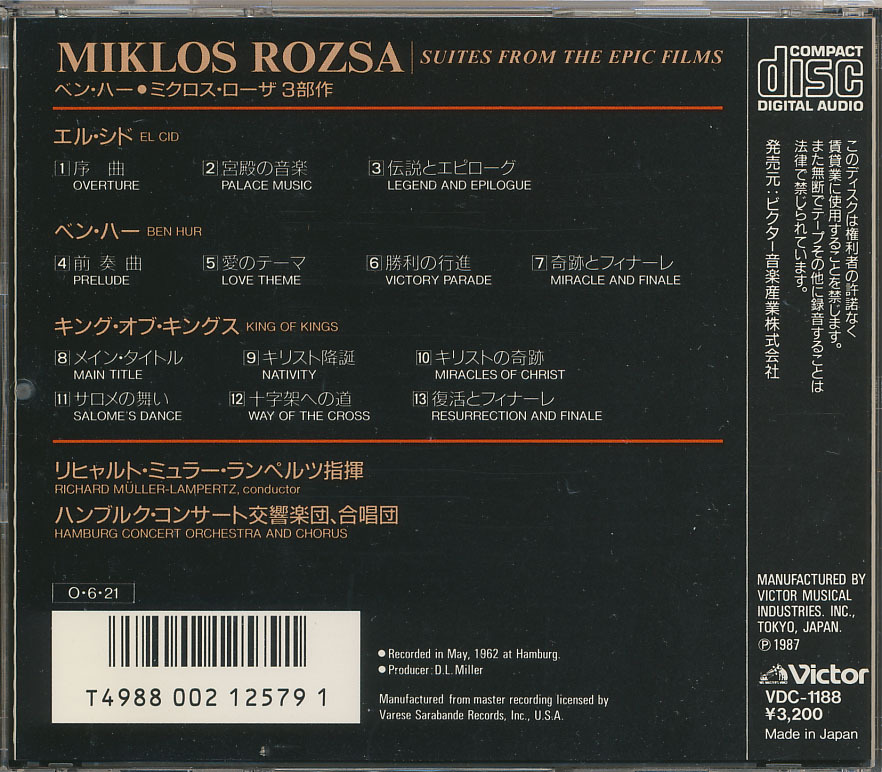 MIKLOS ROZSA | SUITES FROM THE EPIC FILMS
ベン・ハー●ミクロス・ローザ 3部作
エル・シド EL CID
1 序 曲 2 宮殿の音楽 3 伝説とエピローグ
OVERTURE PALACE MUSIC LEGEND AND EPILOGUE
ベン・ハー BEN HUR
4 前 奏 曲 5 愛のテーマ 6 勝利の行進 7 奇跡とフィナーレ
PRELUDE LOVE THEME VICTORY PARADE MIRACLE AND FINALE
キング・オブ・キングス KING OF KINGS
8 メイン・タイトル 9 キリスト降誕 10 キリストの奇跡
MAIN TITLE NATIVITY MIRACLES OF CHRIST
11 サロメの舞い 12 十字架への道 13 復活とフィナーレ
SALOME'S DANCE WAY OF THE CROSS RESURRECTION AND FINALE
リヒャルト・ミュラー・ランペルツ指揮
RICHARD MÜLLER-LAMPERTZ, conductor
ハンブルク・コンサート交響楽団、合唱団
HAMBURG CONCERT ORCHESTRA AND CHORUS
O・6・21
T4988 002 12579 1
●Recorded in May, 1962 at Hamburg.
●Producer: D.L. Miller
Manufactured from master recording licensed by
Varese Sarabande Records, Inc., U.S.A.
COMPACT
disc
DIGITAL AUDIO
このディスクは権利者の許諾なく
賃貸業に使用することを禁じます。
また無断でテープその他に録音することは
法律で禁じられています。
発売元：ビクター音楽産業株式会社
MANUFACTURED BY
VICTOR MUSICAL
INDUSTRIES. INC.,
TOKYO, JAPAN.
Ⓟ 1987
Victor
VDC-1188
¥3,200
Made in Japan